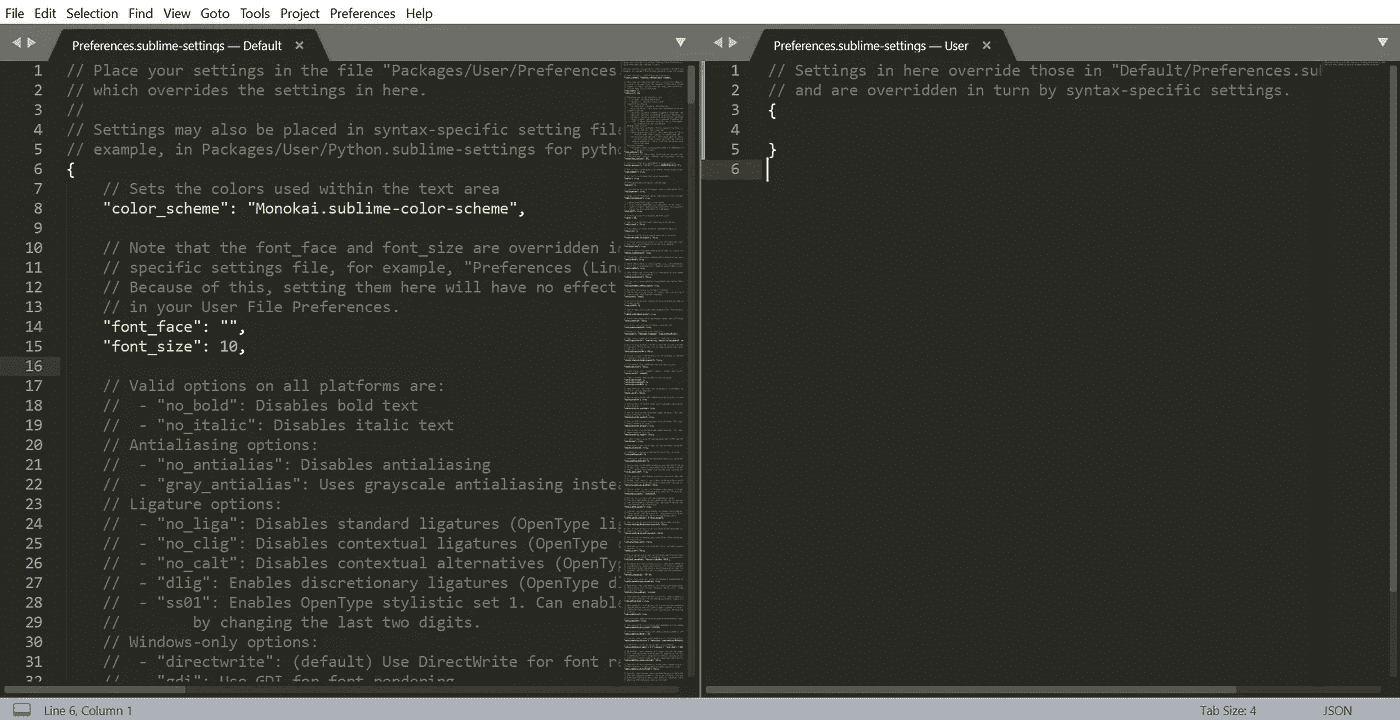 File Edit Selection Find View Goto Tools Project Preferences Help
Preferences.sublime-settings — Default ×
1 // Place your settings in the file "Packages/User/Preferences.
2 // which overrides the settings in here.
3 //
4 // Settings may also be placed in syntax-specific setting
5 // example, in Packages/User/Python.sublime-settings for
6 {
7 // Sets the colors used within the text area
8 "color_scheme": "Monokai.sublime-color-scheme",
9
10 // Note that the font_face and font_size are overridden
11 // specific settings file, for example, "Preferences
12 // Because of this, setting them here will have no effect
13 // in your User File Preferences.
14 "font_face": "",
15 "font_size": 10,
16
17 // Valid options on all platforms are:
18 // - "no_bold": Disables bold text
19 // - "no_italic": Disables italic text
20 // Antialiasing options:
21 // - "no_antialias": Disables antialiasing
22 // - "gray_antialias": Uses grayscale antialiasing
23 // Ligature options:
24 // - "no_liga": Disables standard ligatures (OpenType
25 // - "no_clig": Disables contextual ligatures (OpenType
26 // - "no_calt": Disables contextual alternatives
27 // - "dlig": Enables discretionary ligatures (OpenType
28 // - "ss01": Enables OpenType stylistic set 1. Can
29 // by changing the last two digits.
30 // Windows-only options:
31 // - "directwrite": (default) Use DirectWrite for font
32 // - "gdi": Use GDI for font rendering
Preferences.sublime-settings — User ×
1 // Settings in here override those in "Default/Preferences.
2 // and are overridden in turn by syntax-specific settings.
3 {
4
5 }
6
Line 6, Column 1
Tab Size: 4
JSON